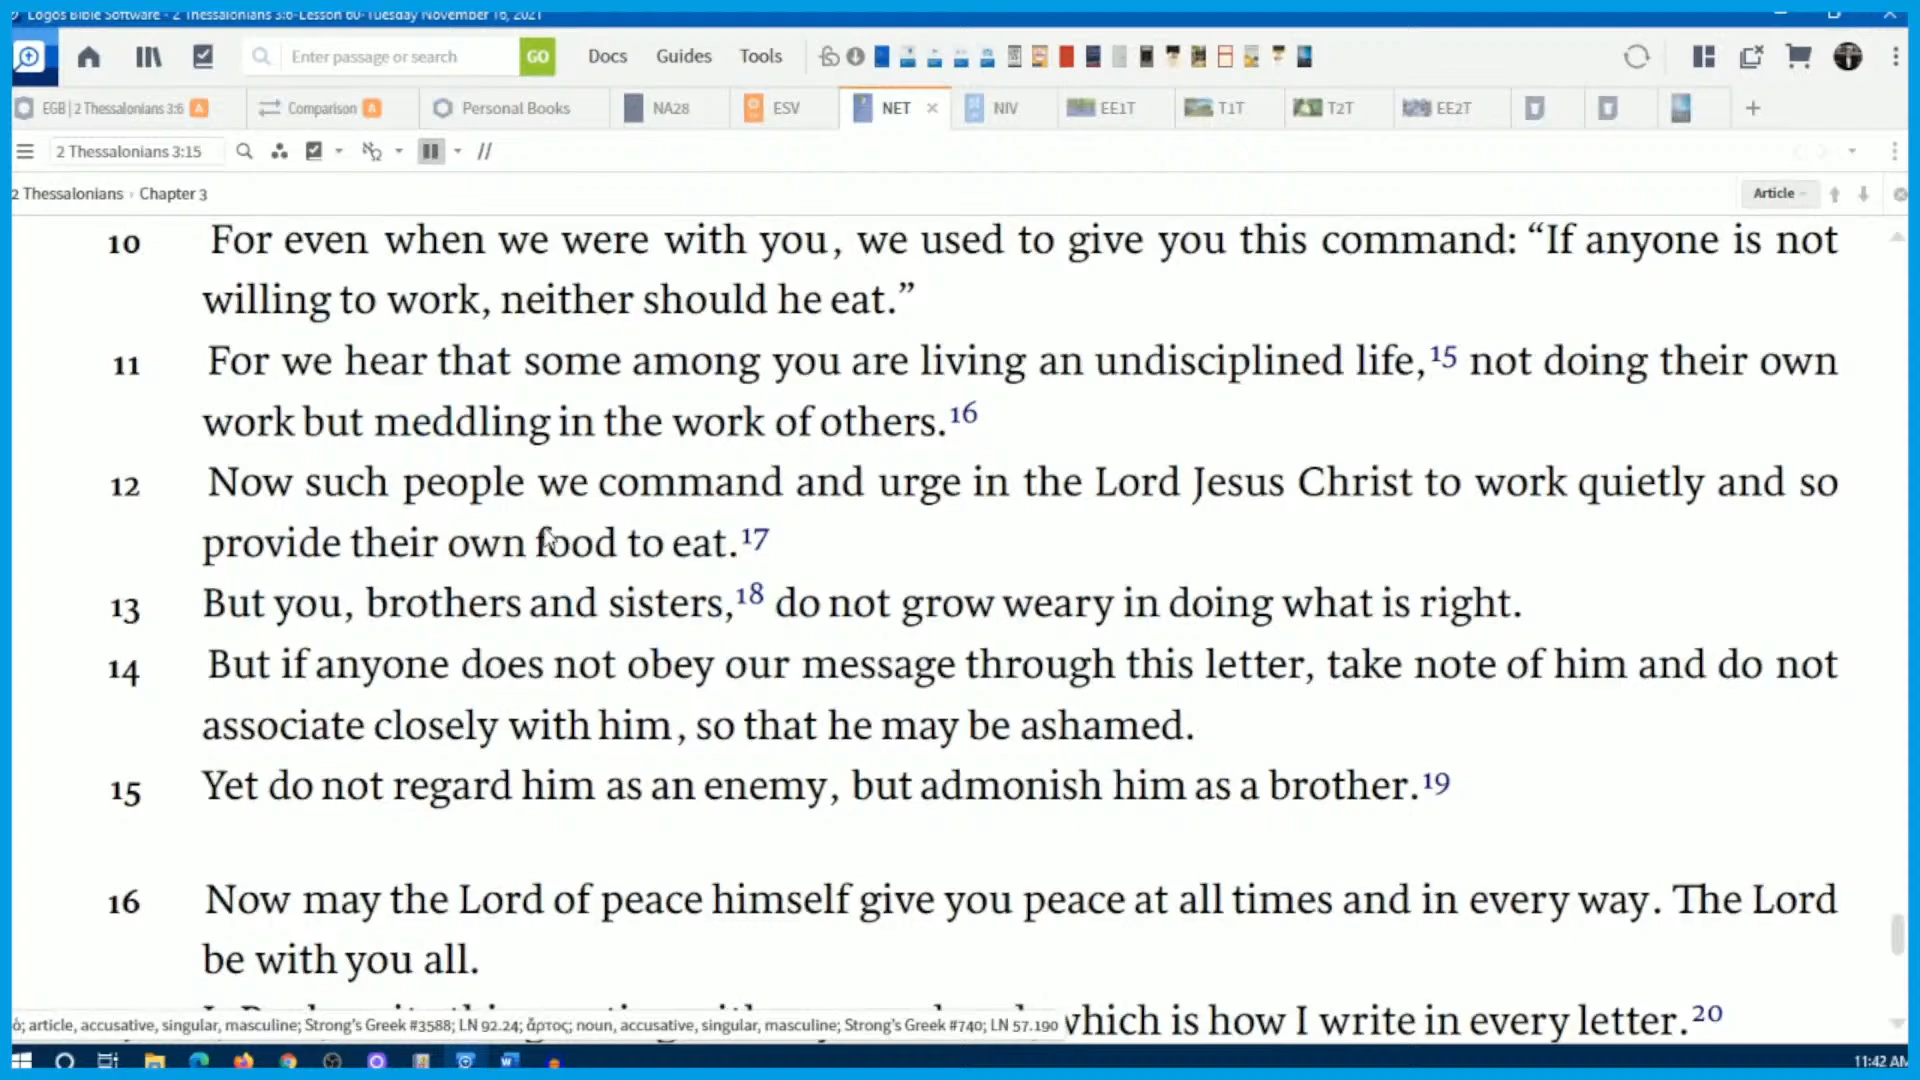 Logos Bible Software - 2 Thessalonians 3:6-Lesson 60-Tuesday November 16, 2021
Enter passage or search GO Docs Guides Tools
EGB | 2 Thessalonians 3:6 A Comparison A Personal Books NA28 ESV NET NIV EE1T T1T T2T EE2T
2 Thessalonians 3:15
2 Thessalonians › Chapter 3 Article
10 For even when we were with you, we used to give you this command: “If anyone is not
willing to work, neither should he eat.”
11 For we hear that some among you are living an undisciplined life,15 not doing their own
work but meddling in the work of others.16
12 Now such people we command and urge in the Lord Jesus Christ to work quietly and so
provide their own food to eat.17
13 But you, brothers and sisters,18 do not grow weary in doing what is right.
14 But if anyone does not obey our message through this letter, take note of him and do not
associate closely with him, so that he may be ashamed.
15 Yet do not regard him as an enemy, but admonish him as a brother.19
16 Now may the Lord of peace himself give you peace at all times and in every way. The Lord
be with you all.
which is how I write in every letter.20
ὁ; article, accusative, singular, masculine; Strong’s Greek #3588; LN 92.24; ἄρτος; noun, accusative, singular, masculine; Strong’s Greek #740; LN 57.190
11:42 AM